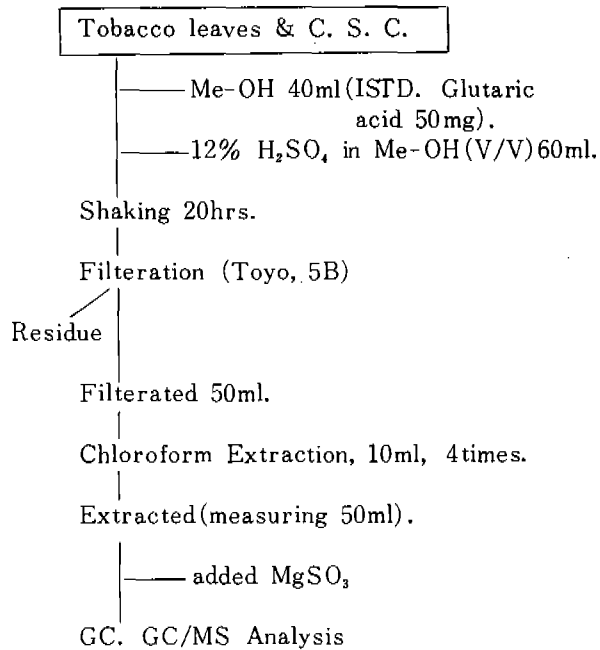 Tobacco leaves & C. S. C.
Me-OH 40ml (ISTD. Glutaric
acid 50mg).
12% H₂SO₄ in Me-OH(V/V)60ml.
Shaking 20hrs.
Filteration (Toyo, 5B)
Residue
Filterated 50ml.
Chloroform Extraction, 10ml, 4times.
Extracted(measuring 50ml).
added MgSO₃
GC. GC/MS Analysis